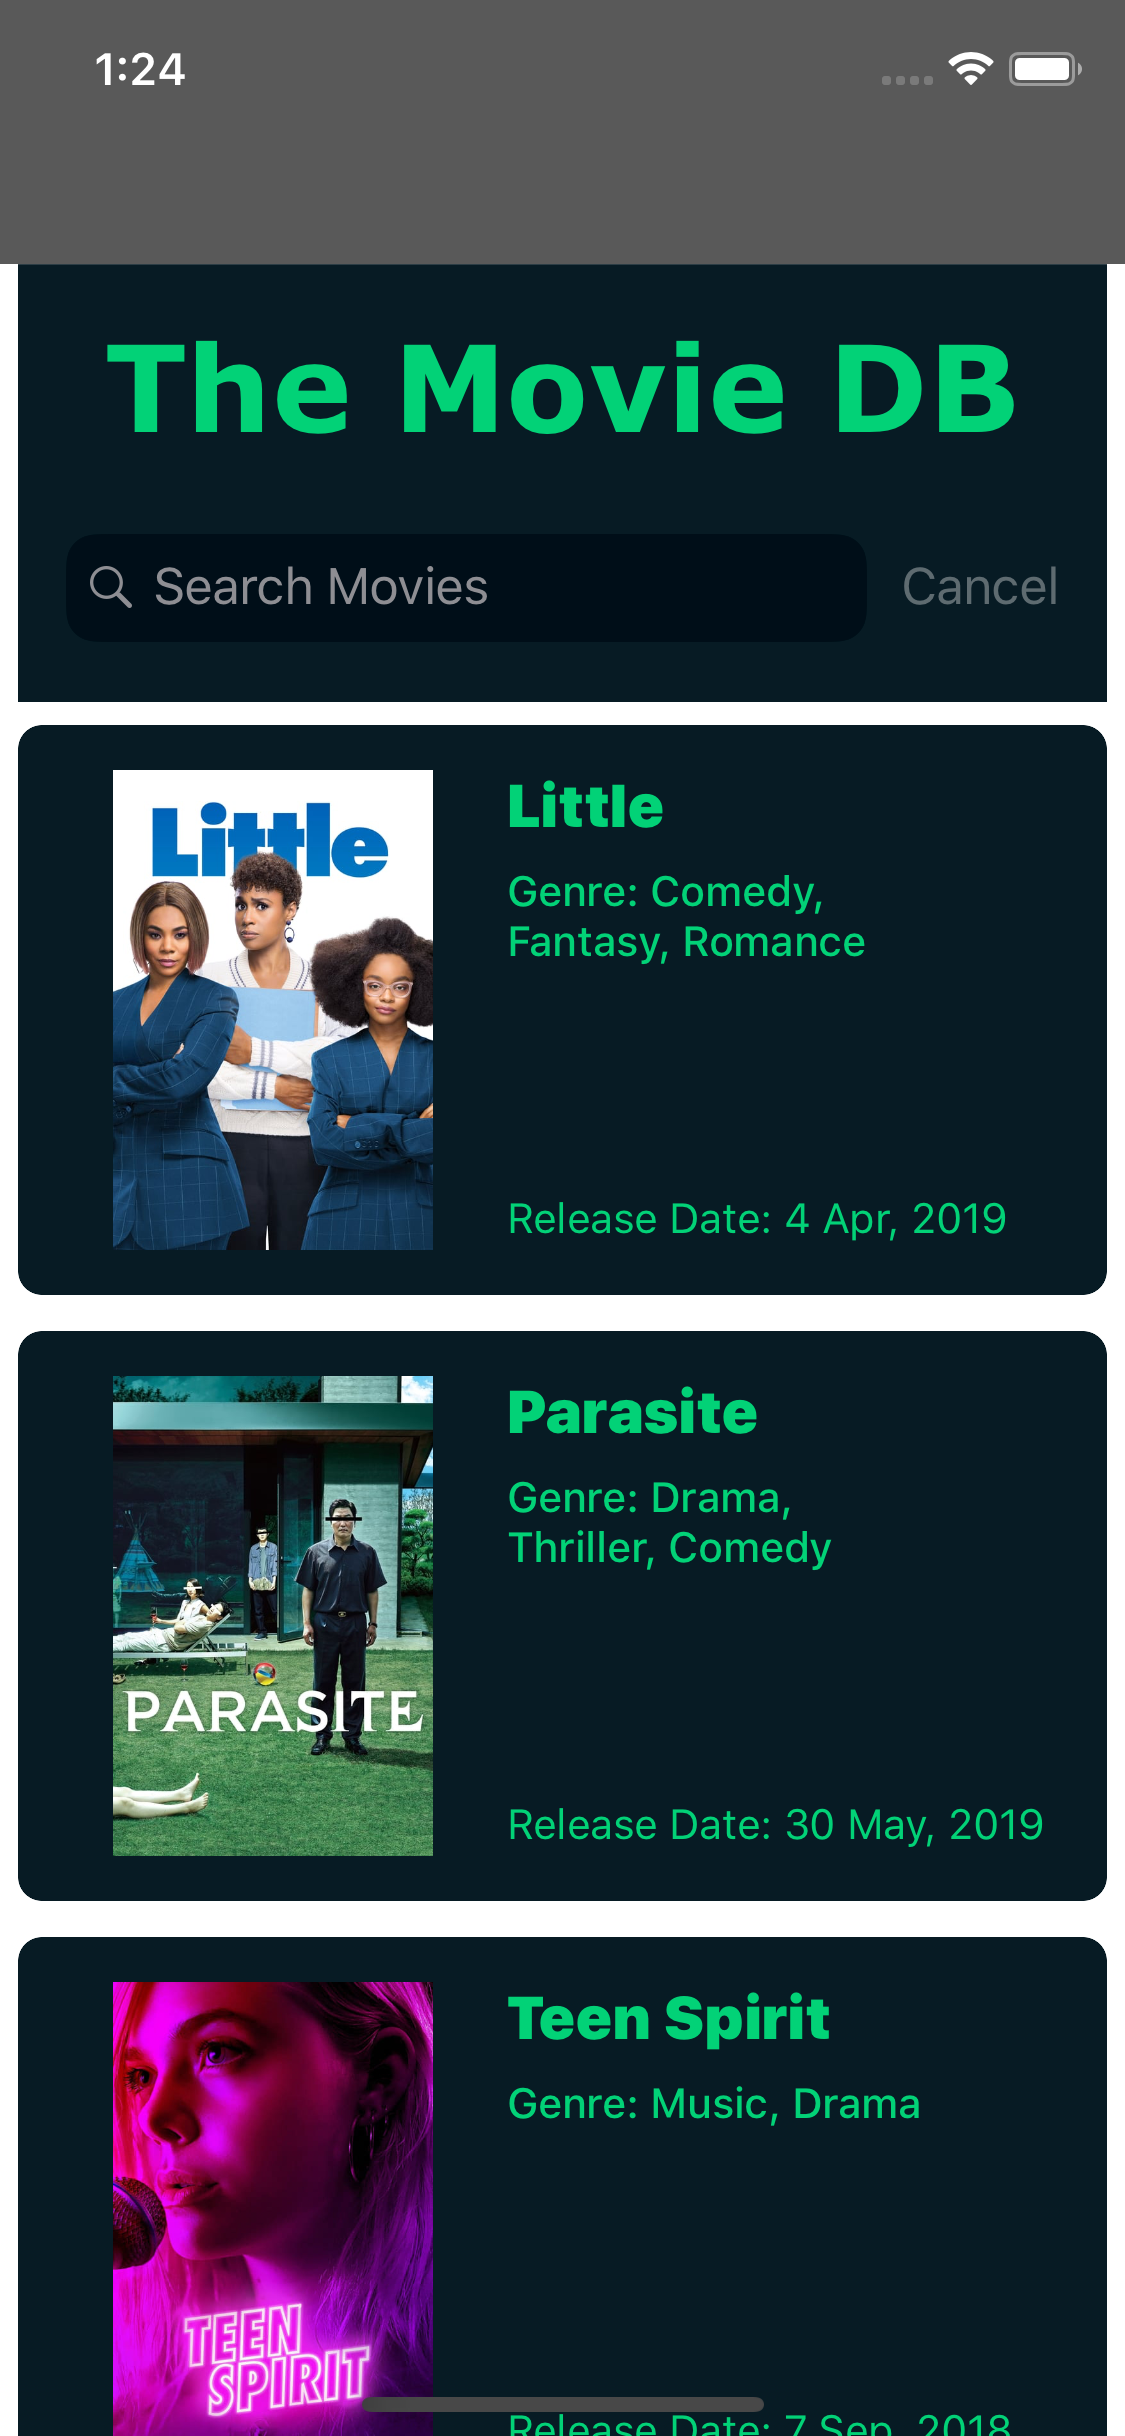 1:24
The Movie DB
Search Movies
Cancel
Little
Little
Genre: Comedy,
Fantasy, Romance
Release Date: 4 Apr, 2019
PARASITE
Parasite
Genre: Drama,
Thriller, Comedy
Release Date: 30 May, 2019
TEEN
SPIRIT
Teen Spirit
Genre: Music, Drama
Release Date: 7 Sep, 2018